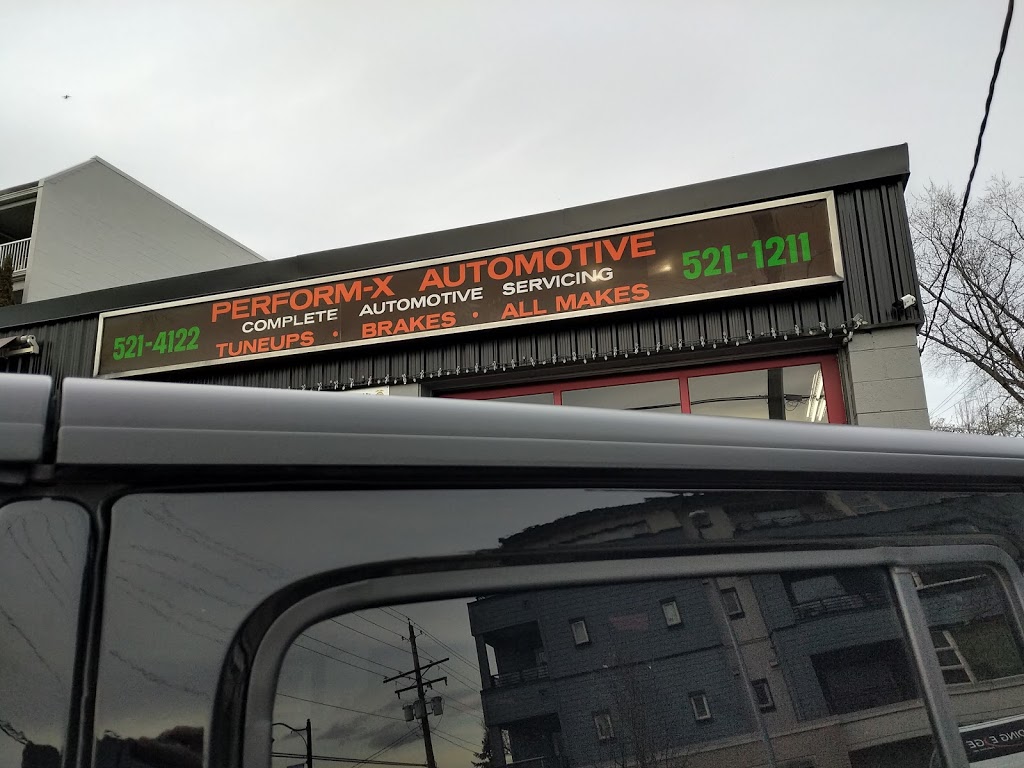 PERFORM-X AUTOMOTIVE
COMPLETE AUTOMOTIVE SERVICING
TUNEUPS · BRAKES · ALL MAKES
521-4122
521-1211